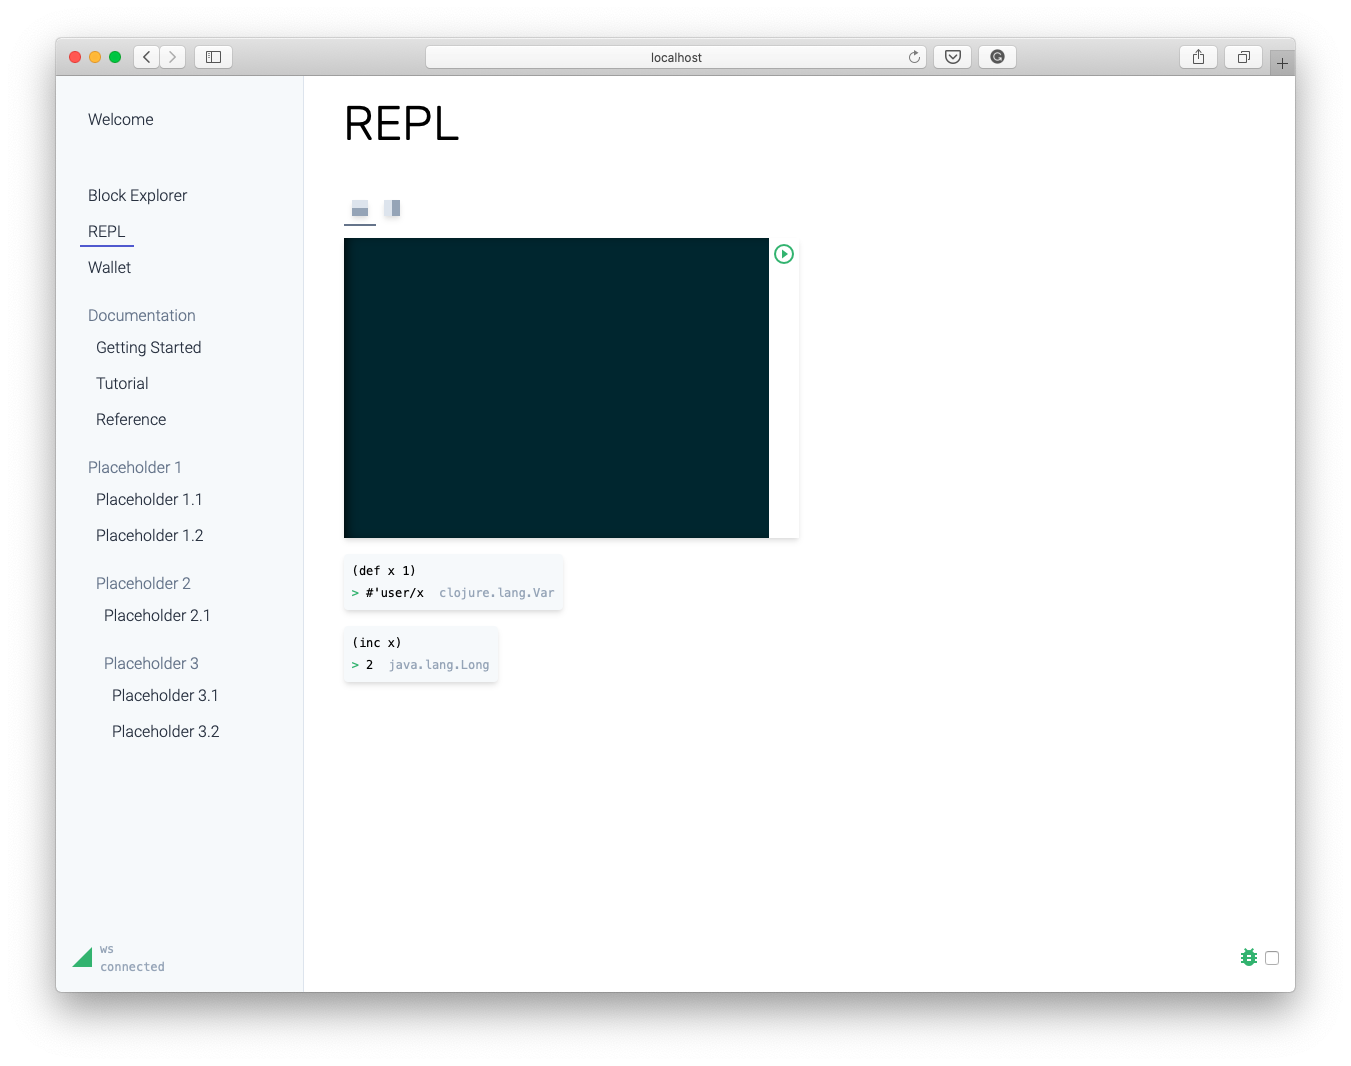 localhost
Welcome
Block Explorer
REPL
Wallet
Documentation
Getting Started
Tutorial
Reference
Placeholder 1
Placeholder 1.1
Placeholder 1.2
Placeholder 2
Placeholder 2.1
Placeholder 3
Placeholder 3.1
Placeholder 3.2
ws
connected
REPL
(def x 1)
> #'user/x clojure.lang.Var
(inc x)
> 2 java.lang.Long